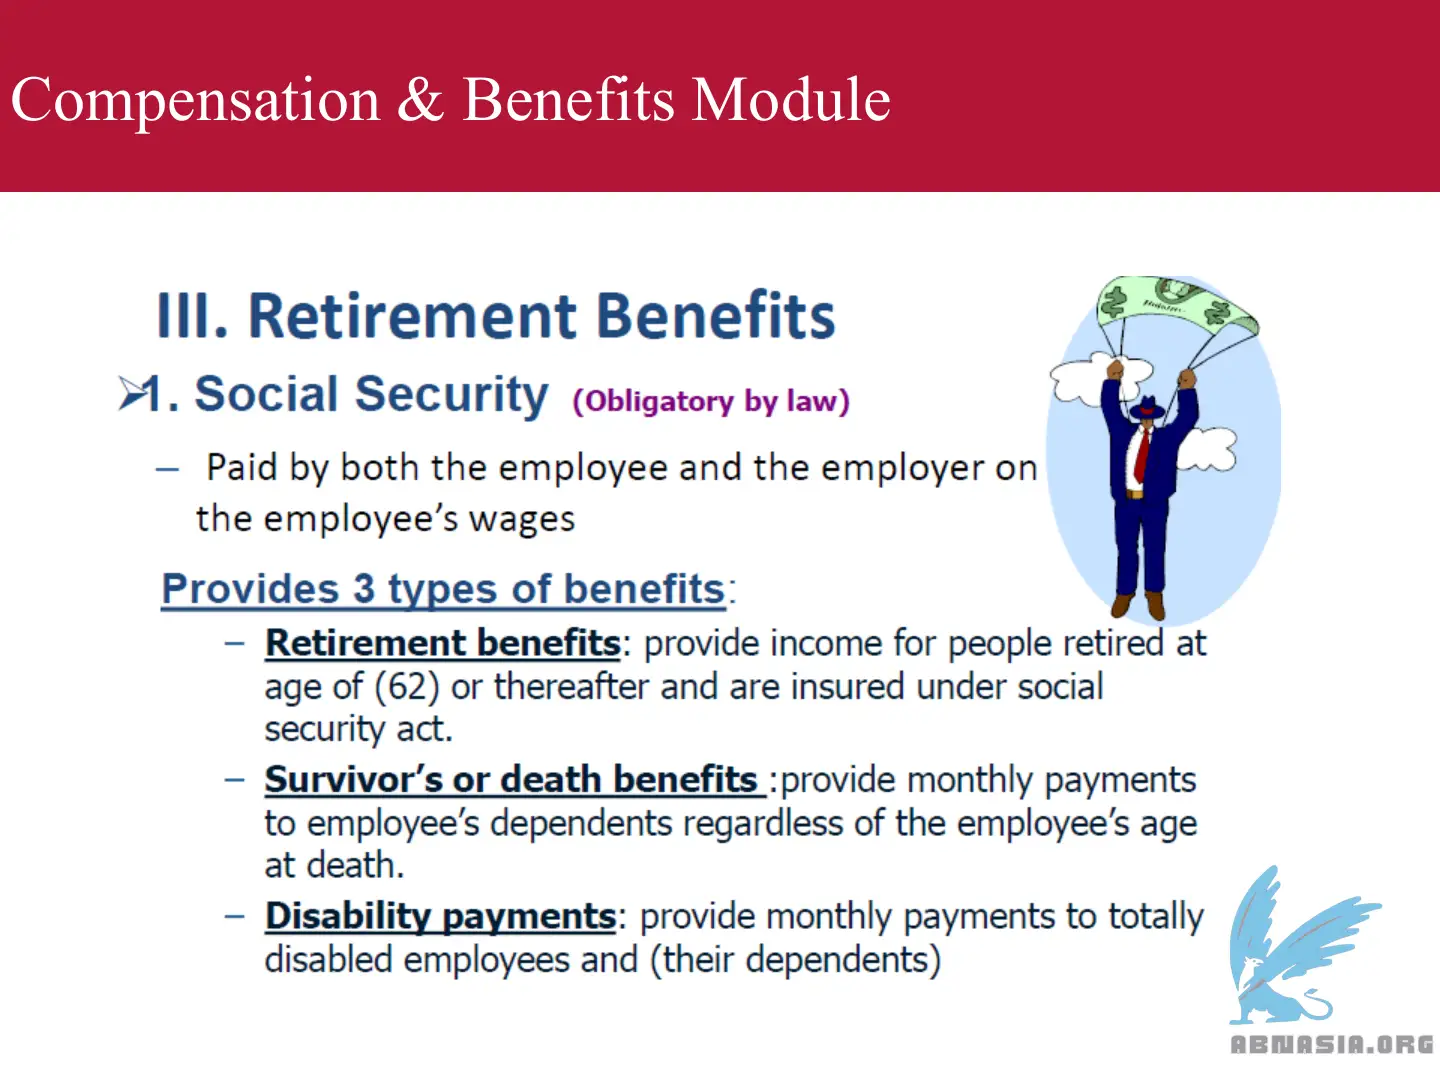 Compensation & Benefits Module
III. Retirement Benefits
➢1. Social Security (Obligatory by law)
– Paid by both the employee and the employer on
the employee’s wages
Provides 3 types of benefits:
– Retirement benefits: provide income for people retired at
age of (62) or thereafter and are insured under social
security act.
– Survivor’s or death benefits :provide monthly payments
to employee’s dependents regardless of the employee’s age
at death.
– Disability payments: provide monthly payments to totally
disabled employees and (their dependents)
ABNASIA.ORG